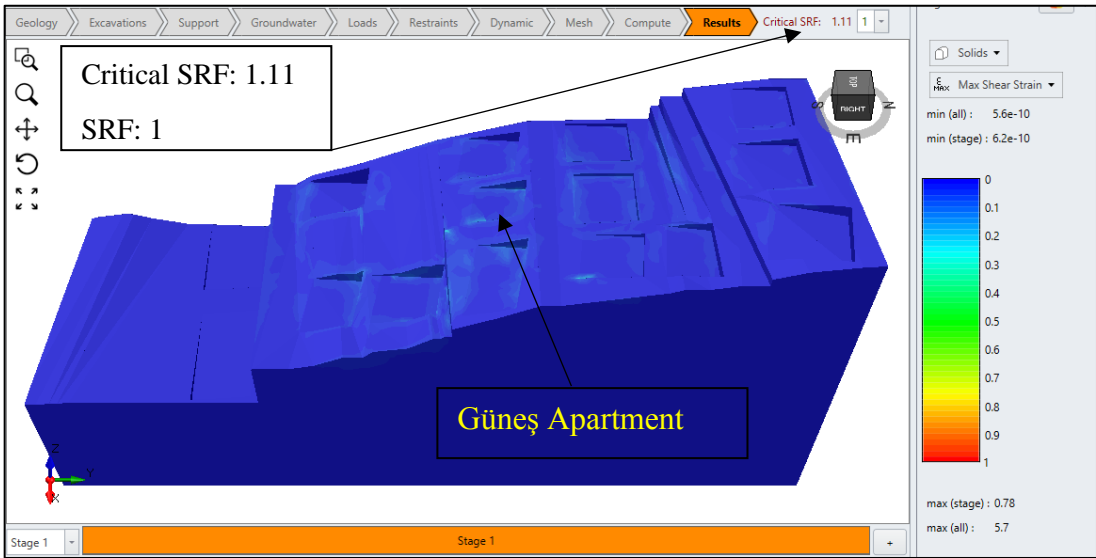 Geology Excavations Support Groundwater Loads Restraints Dynamic Mesh Compute Results Critical SRF: 1.11 1
Solids
Ɛ MAX Max Shear Strain
min (all) : 5.6e-10
min (stage) : 6.2e-10
Critical SRF: 1.11
SRF: 1
TOP
RIGHT
S
N
E
Güneş Apartment
Z
Y
X
0
0.1
0.2
0.3
0.4
0.5
0.6
0.7
0.8
0.9
1
max (stage) : 0.78
max (all) : 5.7
Stage 1
Stage 1
+